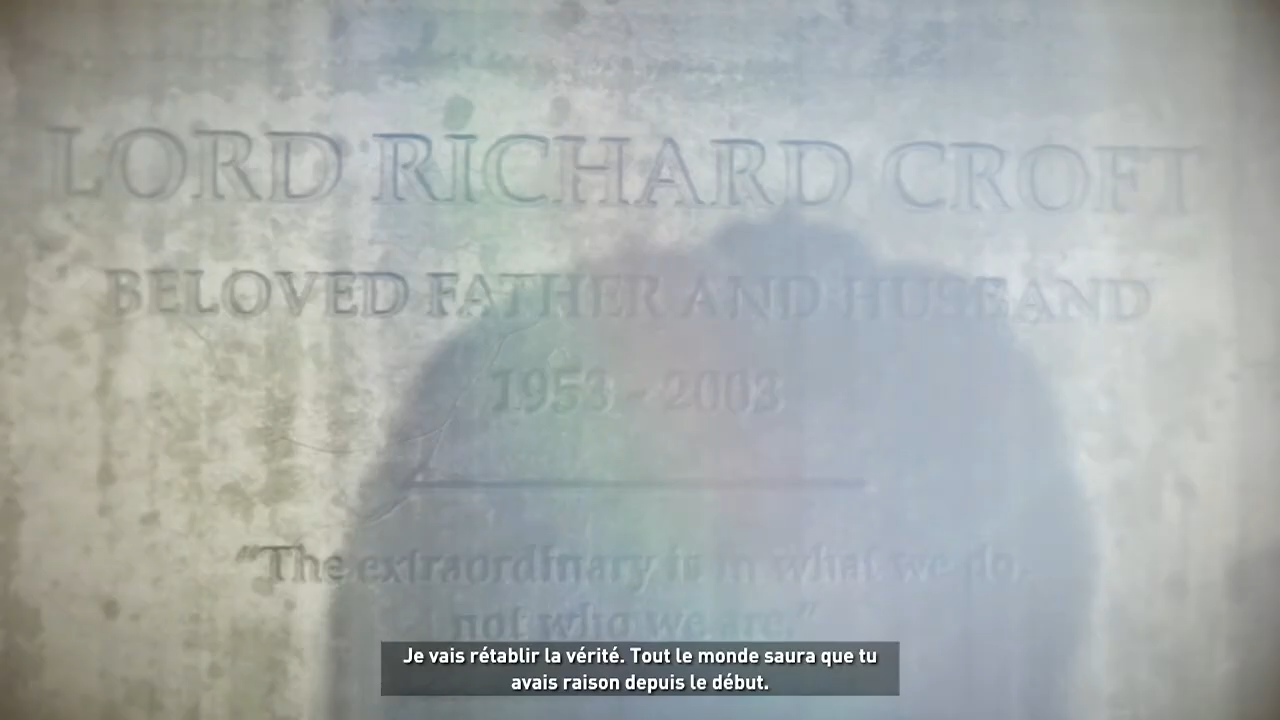 LORD RICHARD CROFT
BELOVED FATHER AND HUSBAND
1953 - 2003
"The extraordinary is in what we do,
not who we are."
Je vais rétablir la vérité. Tout le monde saura que tu
avais raison depuis le début.